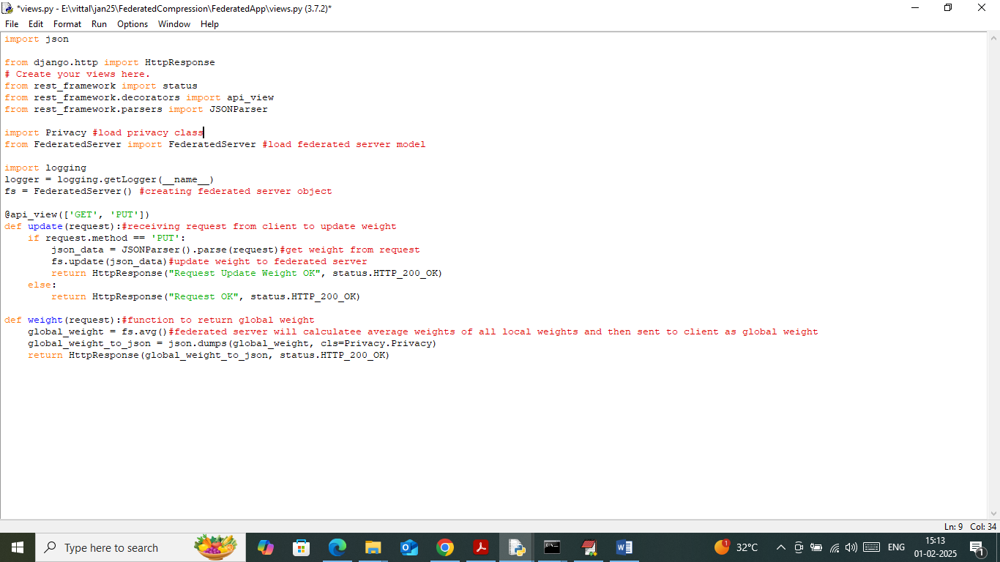 *views.py - E:\vittal\jan25\FederatedCompression\FederatedApp\views.py (3.7.2)*
File Edit Format Run Options Window Help
import json
from django.http import HttpResponse
# Create your views here.
from rest_framework import status
from rest_framework.decorators import api_view
from rest_framework.parsers import JSONParser
import Privacy #load privacy class
from FederatedServer import FederatedServer #load federated server model
import logging
logger = logging.getLogger(__name__)
fs = FederatedServer() #creating federated server object
@api_view(['GET', 'PUT'])
def update(request):#receiving request from client to update weight
    if request.method == 'PUT':
        json_data = JSONParser().parse(request)#get weight from request
        fs.update(json_data)#update weight to federated server
        return HttpResponse("Request Update Weight OK", status.HTTP_200_OK)
    else:
        return HttpResponse("Request OK", status.HTTP_200_OK)
def weight(request):#function to return global weight
    global_weight = fs.avg()#federated server will calculatee average weights of all local weights and then sent to client as global weight
    global_weight_to_json = json.dumps(global_weight, cls=Privacy.Privacy)
    return HttpResponse(global_weight_to_json, status.HTTP_200_OK)
Ln: 9 Col: 34
Type here to search
1
32°C
ENG
15:13
01-02-2025
1